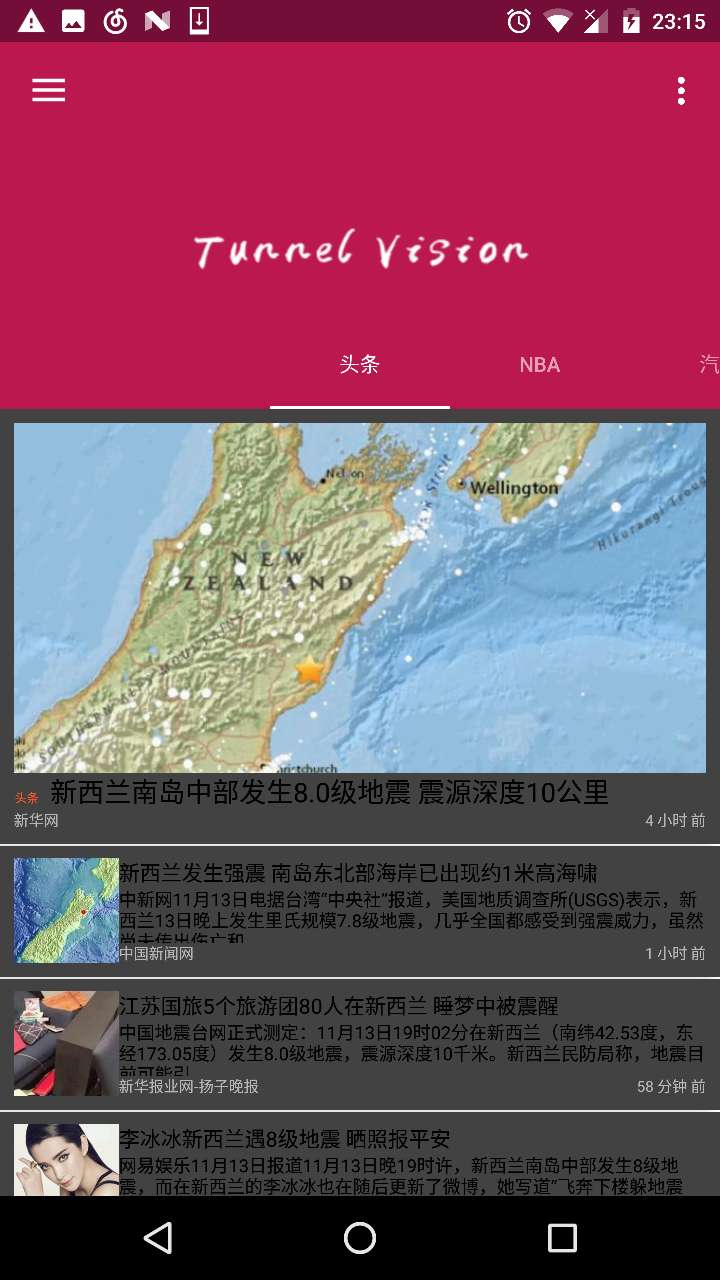 23:15
Tunnel Vision
头条
NBA
汽
Nelson
Wellington
Strait
Hikurangi Troug
NEW
ZEALAND
SOUTHERN ALPS MOUNTAINS
christchurch
头条 新西兰南岛中部发生8.0级地震 震源深度10公里
新华网
4 小时 前
新西兰发生强震 南岛东北部海岸已出现约1米高海啸
中新网11月13日电据台湾“中央社”报道，美国地质调查所(USGS)表示，新
西兰13日晚上发生里氏规模7.8级地震，几乎全国都感受到强震威力，虽然
尚未传出伤亡和
中国新闻网
1 小时 前
江苏国旅5个旅游团80人在新西兰 睡梦中被震醒
中国地震台网正式测定：11月13日19时02分在新西兰（南纬42.53度，东
经173.05度）发生8.0级地震，震源深度10千米。新西兰民防局称，地震目
前可能引
新华报业网-扬子晚报
58 分钟 前
李冰冰新西兰遇8级地震 晒照报平安
网易娱乐11月13日报道11月13日晚19时许，新西兰南岛中部发生8级地
震，而在新西兰的李冰冰也在随后更新了微博，她写道“飞奔下楼躲地震